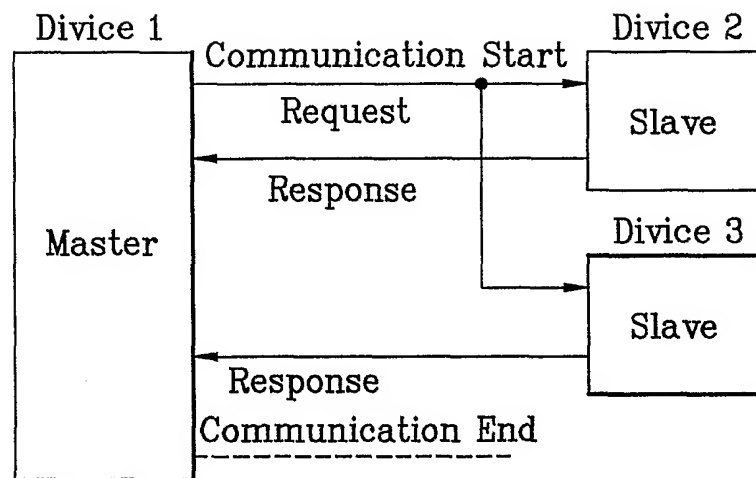 Divice 1
Divice 2
Communication Start
Request
Slave
Response
Divice 3
Master
Slave
Response
Communication End